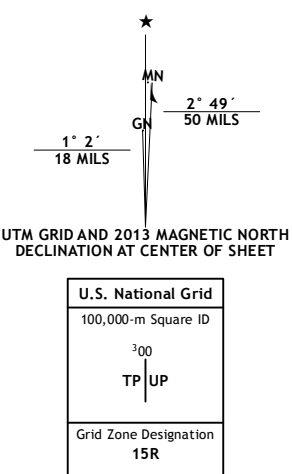 ★
MN
GN
2° 49´
50 MILS
1° 2´
18 MILS
UTM GRID AND 2013 MAGNETIC NORTH
DECLINATION AT CENTER OF SHEET
U.S. National Grid
100,000-m Square ID
³00
TP UP
Grid Zone Designation
15R